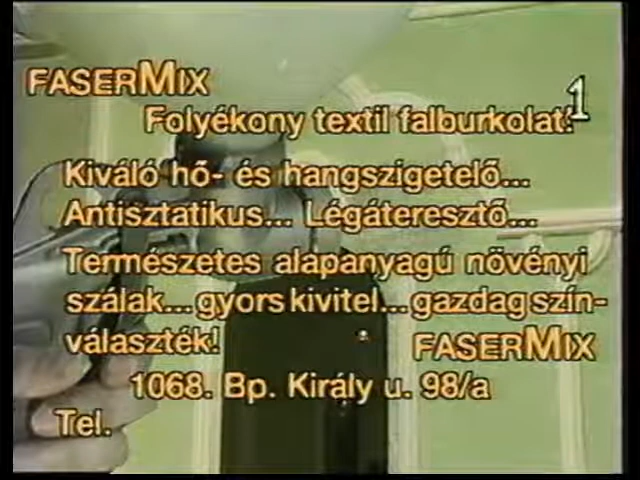 FASERMIX
1
Folyékony textil falburkolat!
Kiváló hő- és hangszigetelő...
Antisztatikus... Légáteresztő...
Természetes alapanyagú növényi
szálak... gyors kivitel... gazdag szín-
választék!
FASERMIX
1068. Bp. Király u. 98/a
Tel.